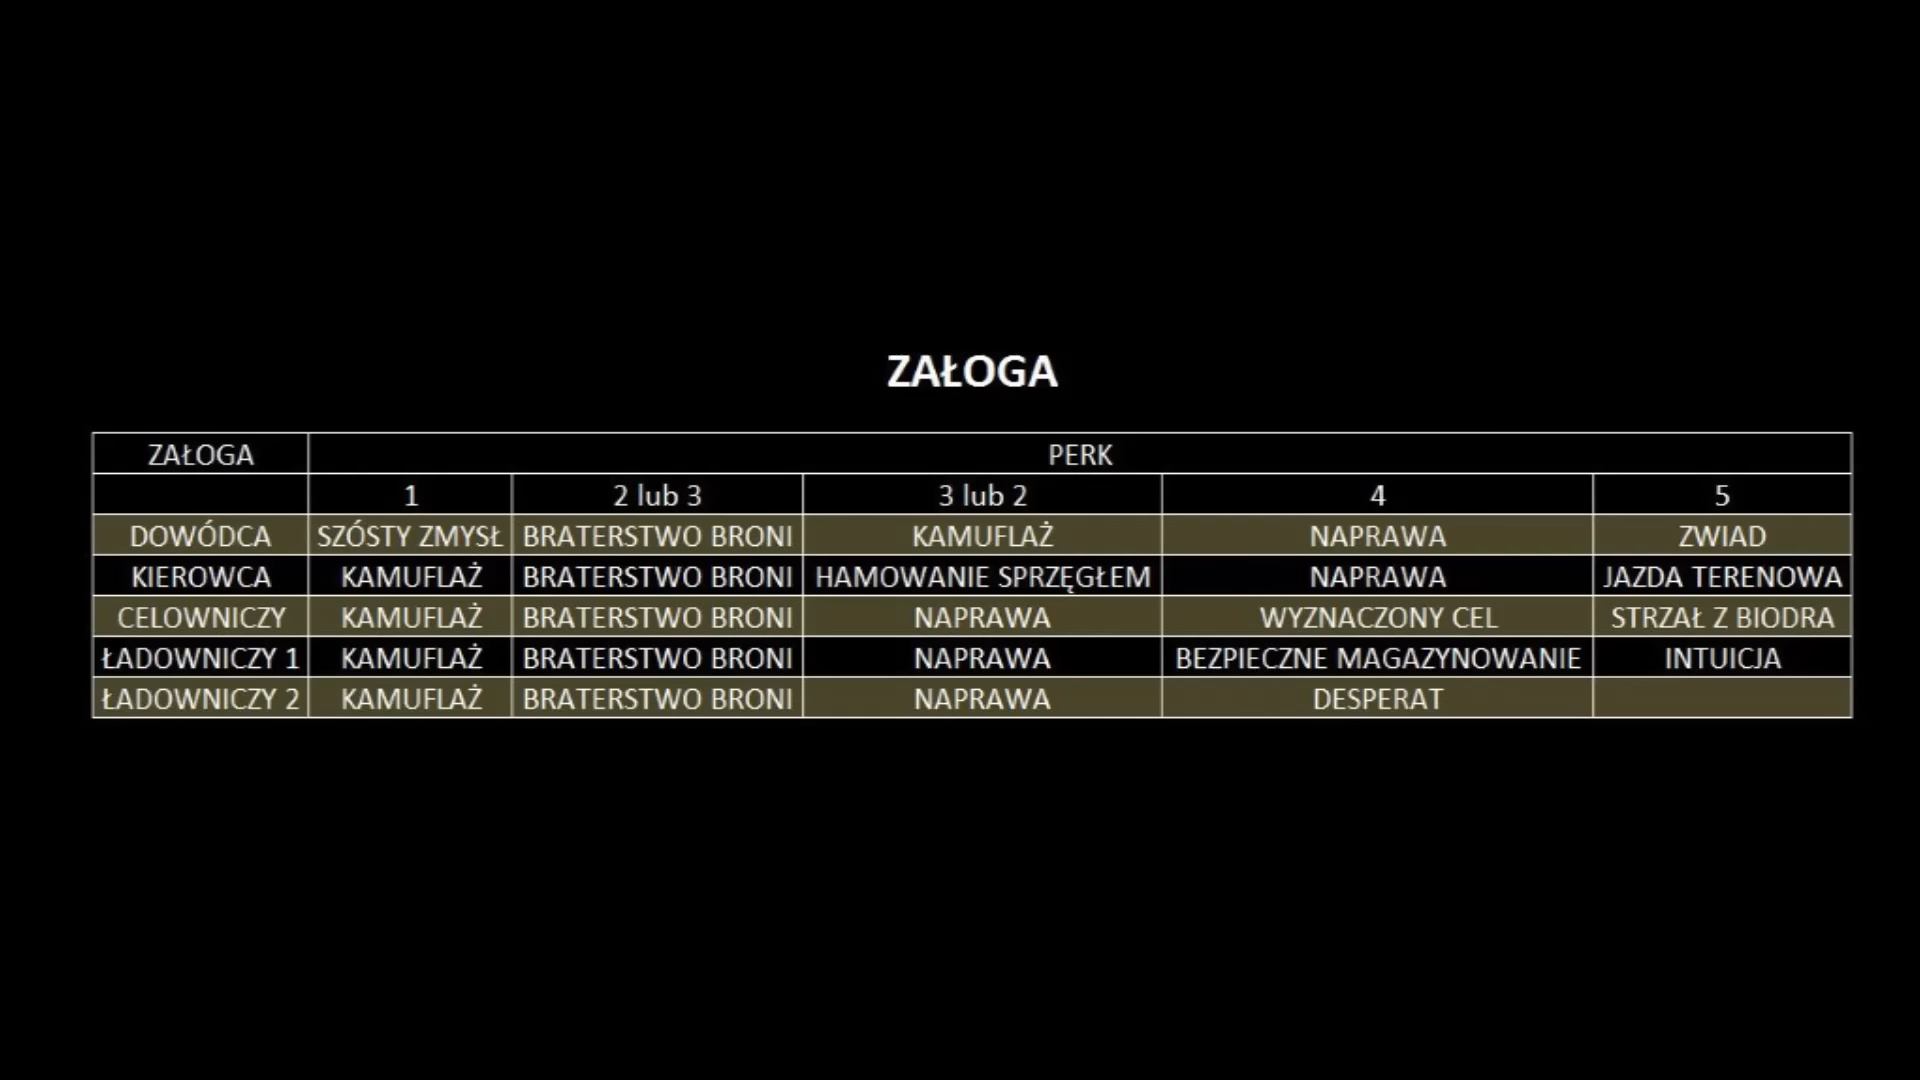 ZAŁOGA
ZAŁOGA PERK
1 2 lub 3 3 lub 2 4 5
DOWÓDCA SZÓSTY ZMYSŁ BRATERSTWO BRONI KAMUFLAŻ NAPRAWA ZWIAD
KIEROWCA KAMUFLAŻ BRATERSTWO BRONI HAMOWANIE SPRZĘGŁEM NAPRAWA JAZDA TERENOWA
CELOWNICZY KAMUFLAŻ BRATERSTWO BRONI NAPRAWA WYZNACZONY CEL STRZAŁ Z BIODRA
ŁADOWNICZY 1 KAMUFLAŻ BRATERSTWO BRONI NAPRAWA BEZPIECZNE MAGAZYNOWANIE INTUICJA
ŁADOWNICZY 2 KAMUFLAŻ BRATERSTWO BRONI NAPRAWA DESPERAT